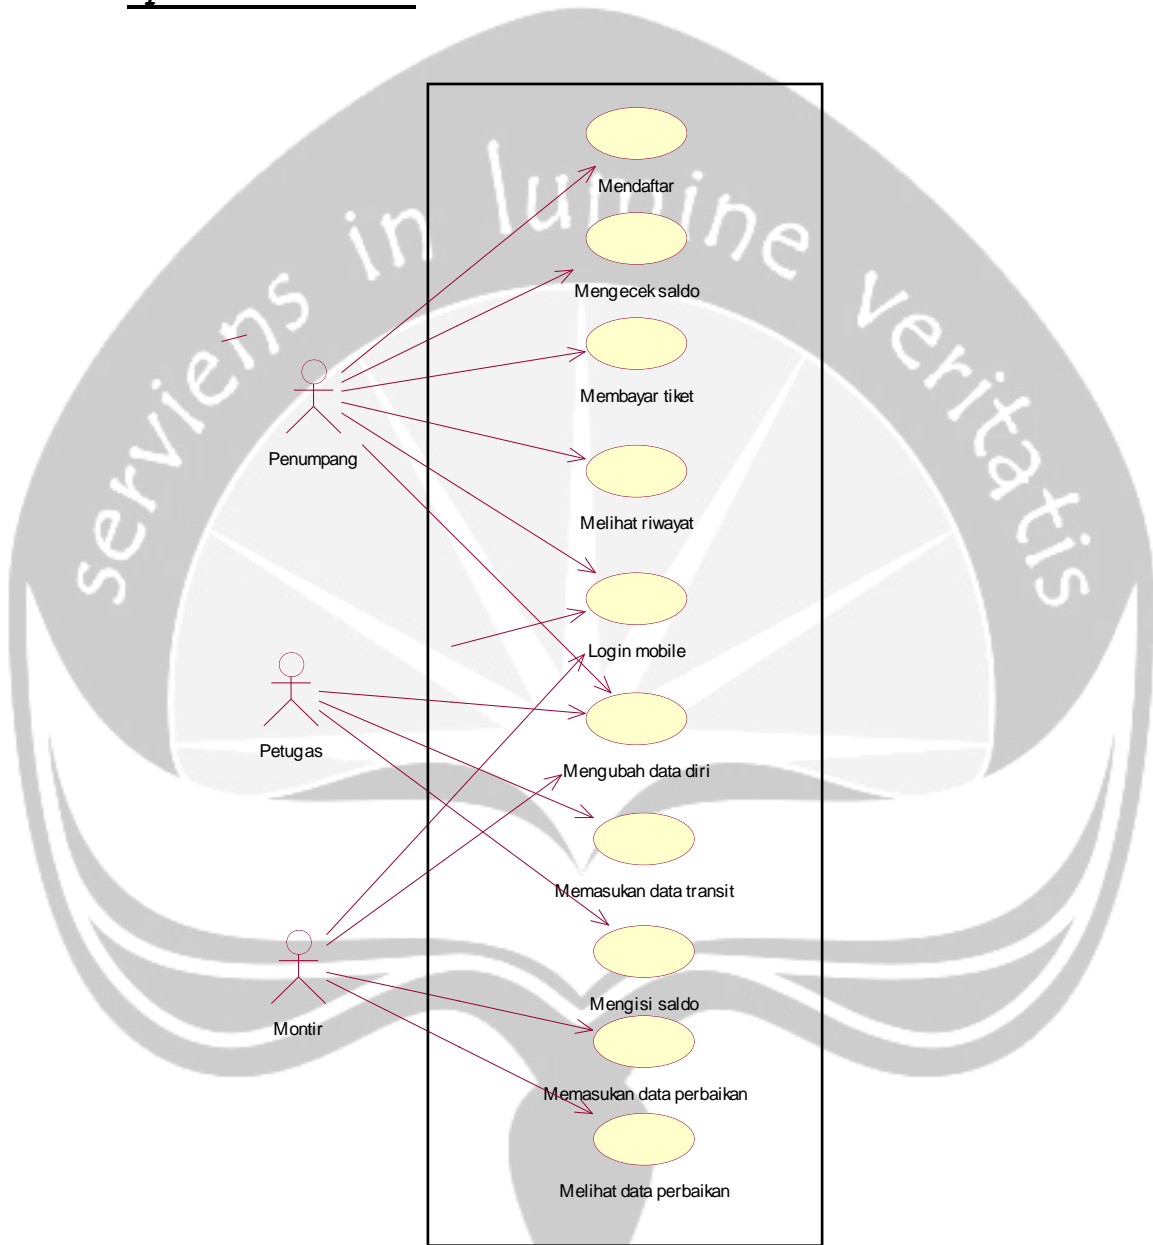 Mendaftar
Mengecek saldo
Membayar tiket
Penumpang
Melihat riwayat
Login mobile
Petugas
Mengubah data diri
Memasukan data transit
Mengisi saldo
Montir
Memasukan data perbaikan
Melihat data perbaikan
serviens in lumine veritatis